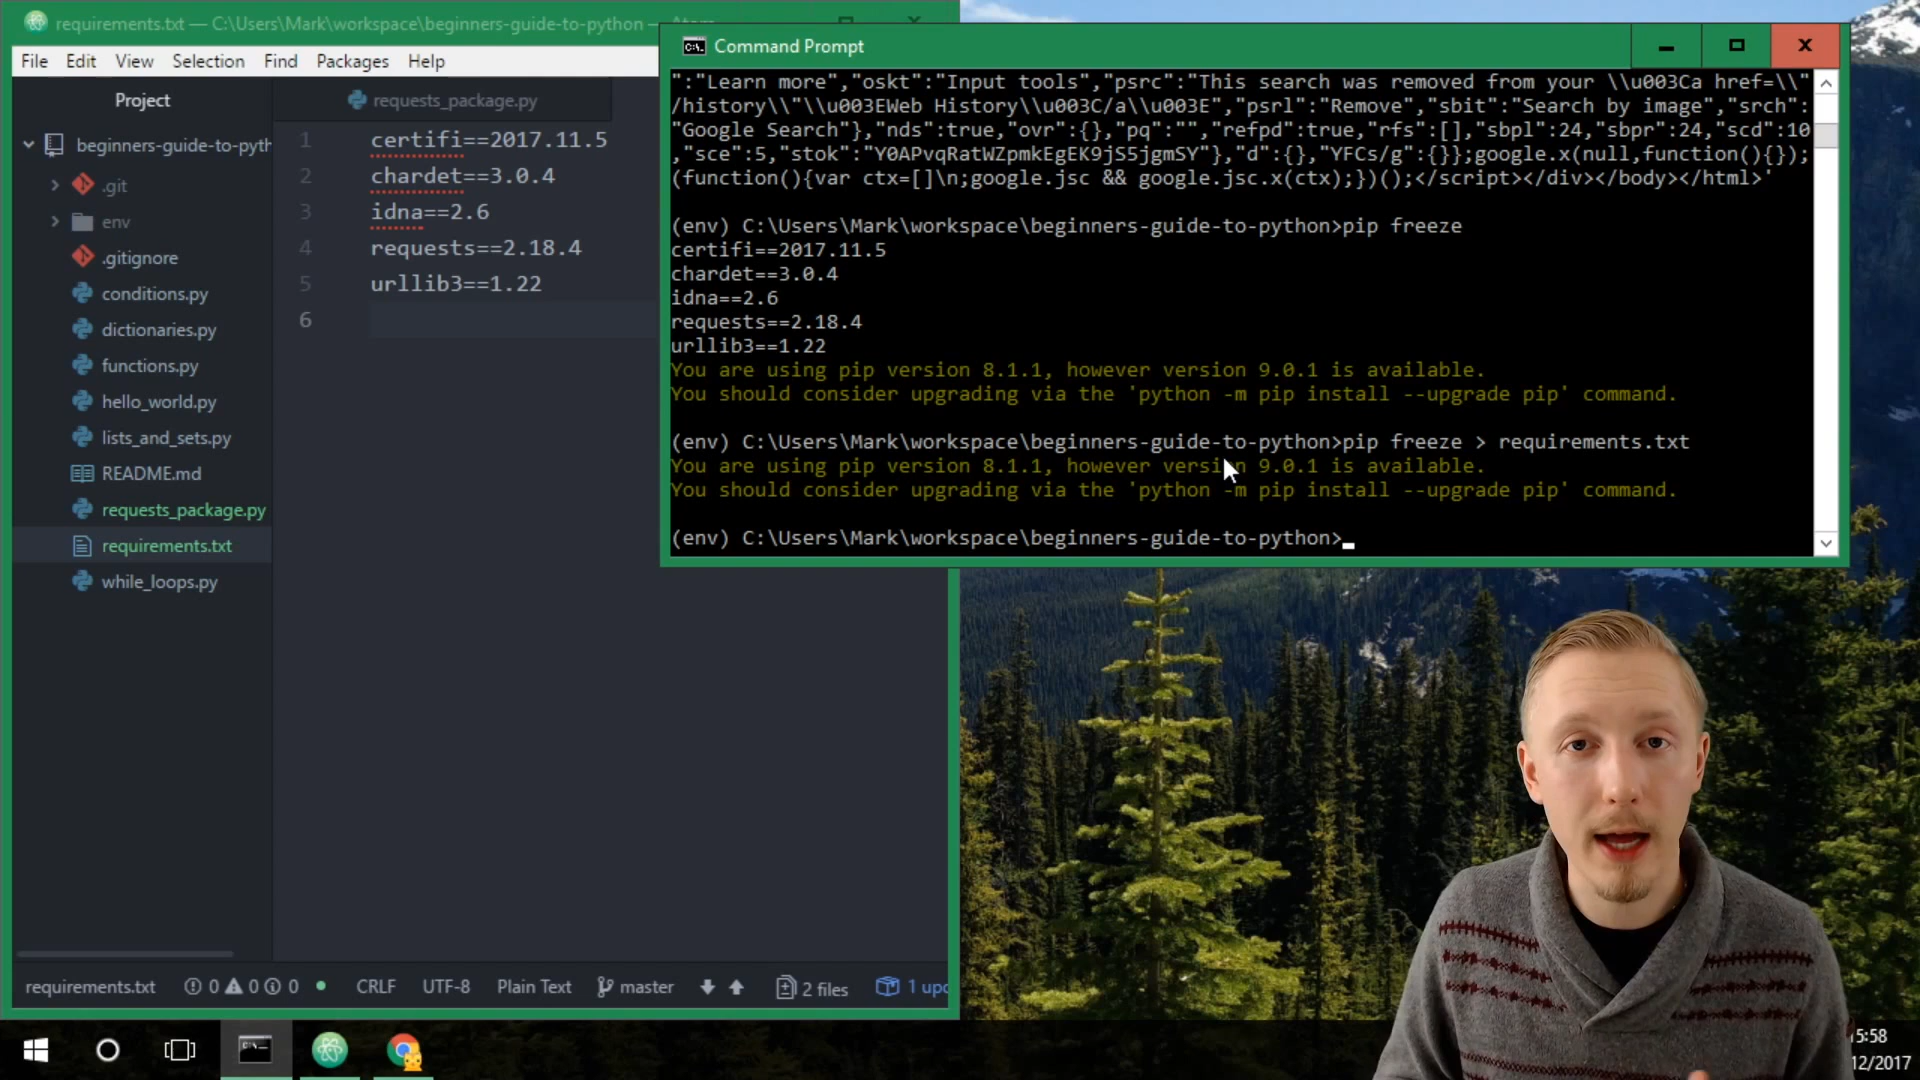 requirements.txt — C:\Users\Mark\workspace\beginners-guide-to-python — Atom
File Edit View Selection Find Packages Help
Project
beginners-guide-to-pyth
.git
env
.gitignore
conditions.py
dictionaries.py
functions.py
hello_world.py
lists_and_sets.py
README.md
requests_package.py
requirements.txt
while_loops.py
requests_package.py
1 certifi==2017.11.5
2 chardet==3.0.4
3 idna==2.6
4 requests==2.18.4
5 urllib3==1.22
6
requirements.txt 0 0 0 CRLF UTF-8 Plain Text master 2 files 1 upd
Command Prompt
":"Learn more","oskt":"Input tools","psrc":"This search was removed from your \\u003Ca href=\\"
/history\\"\\u003EWeb History\\u003C/a\\u003E","psrl":"Remove","sbit":"Search by image","srch":
"Google Search"},"nds":true,"ovr":{},"pq":"","refpd":true,"rfs":[],"sbpl":24,"sbpr":24,"scd":10
,"sce":5,"stok":"Y0APvqRatWZpmkEgEK9jS5jgmSY"},"d":{},"YFCs/g":{}};google.x(null,function(){});
(function(){var ctx=[]\n;google.jsc && google.jsc.x(ctx);})();</script></div></body></html>'
(env) C:\Users\Mark\workspace\beginners-guide-to-python>pip freeze
certifi==2017.11.5
chardet==3.0.4
idna==2.6
requests==2.18.4
urllib3==1.22
You are using pip version 8.1.1, however version 9.0.1 is available.
You should consider upgrading via the 'python -m pip install --upgrade pip' command.
(env) C:\Users\Mark\workspace\beginners-guide-to-python>pip freeze > requirements.txt
You are using pip version 8.1.1, however version 9.0.1 is available.
You should consider upgrading via the 'python -m pip install --upgrade pip' command.
(env) C:\Users\Mark\workspace\beginners-guide-to-python>
15:58
12/2017